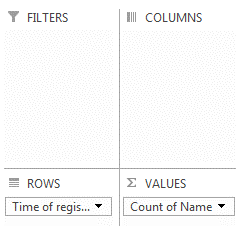 FILTERS
COLUMNS
ROWS
Time of regis...
Σ VALUES
Count of Name